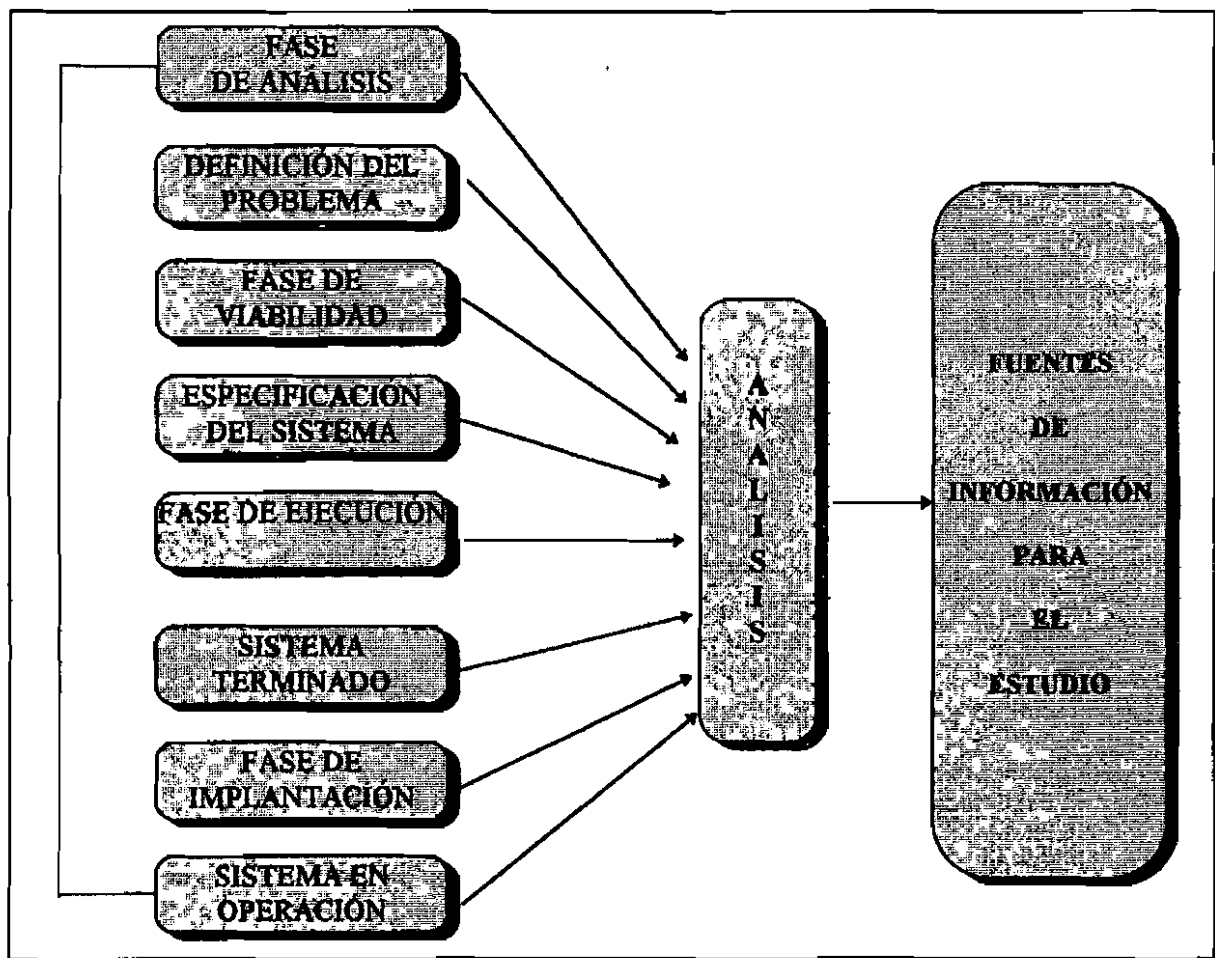 FASE
DE ANÁLISIS
DEFINICIÓN DEL
PROBLEMA
FASE DE
VIABILIDAD
ESPECIFICACIÓN
DEL SISTEMA
FASE DE EJECUCIÓN
SISTEMA
TERMINADO
FASE DE
IMPLANTACIÓN
SISTEMA EN
OPERACIÓN
A
N
A
L
I
S
I
S
FUENTES
DE
INFORMACIÓN
PARA
EL
ESTUDIO